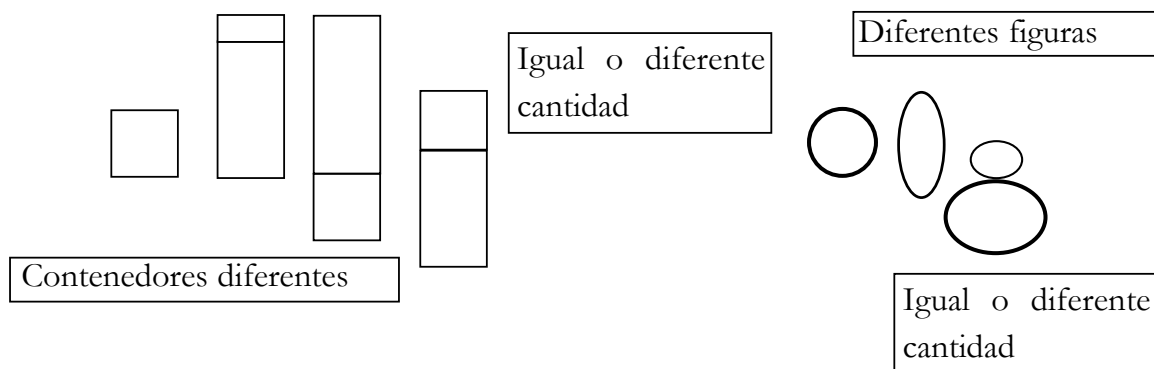 Diferentes figuras
Igual o diferente
cantidad
Contenedores diferentes
Igual o diferente
cantidad